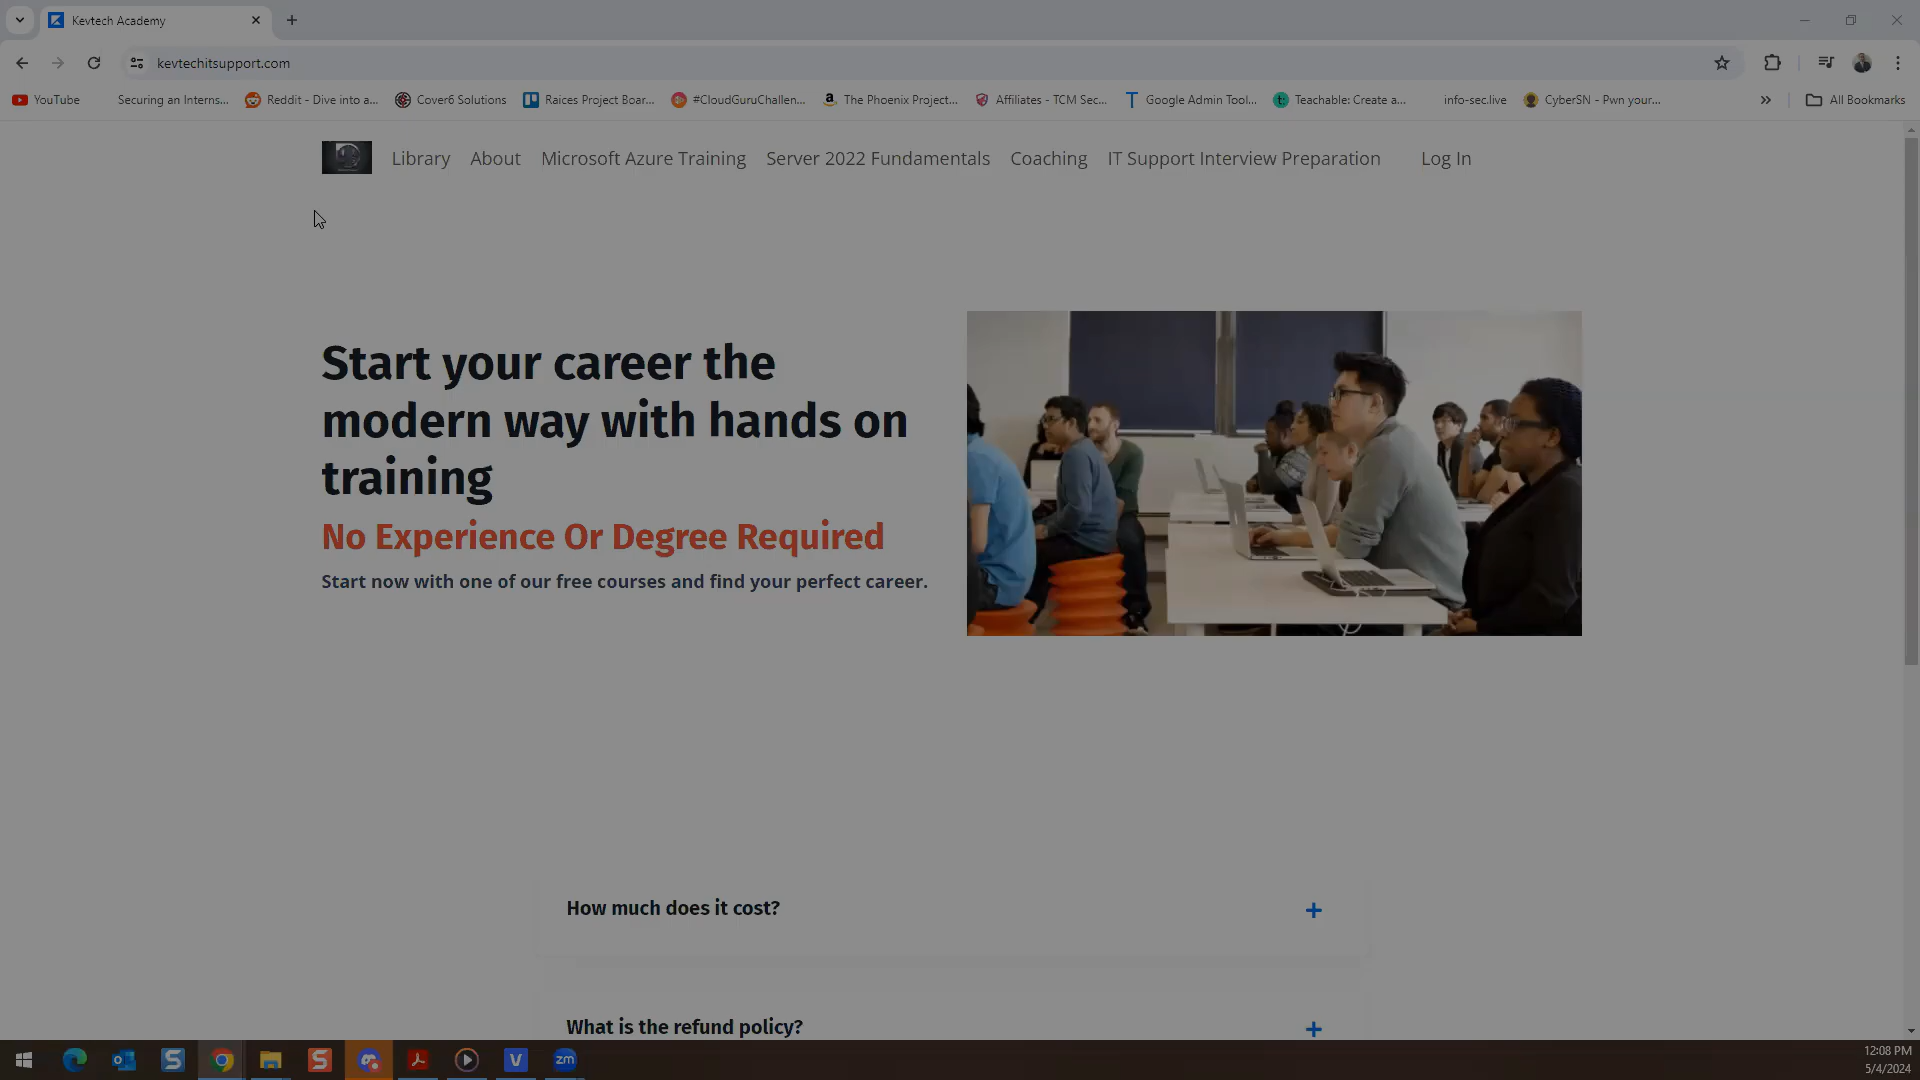 Kevtech Academy
kevtechitsupport.com
YouTube
Securing an Interns...
Reddit - Dive into a...
Cover6 Solutions
Raices Project Boar...
#CloudGuruChallen...
The Phoenix Project...
Affiliates - TCM Sec...
Google Admin Tool...
Teachable: Create a...
info-sec.live
CyberSN - Pwn your...
All Bookmarks
Library
About
Microsoft Azure Training
Server 2022 Fundamentals
Coaching
IT Support Interview Preparation
Log In
Start your career the
modern way with hands on
training
No Experience Or Degree Required
Start now with one of our free courses and find your perfect career.
How much does it cost?
What is the refund policy?
zm
12:08 PM
5/4/2024